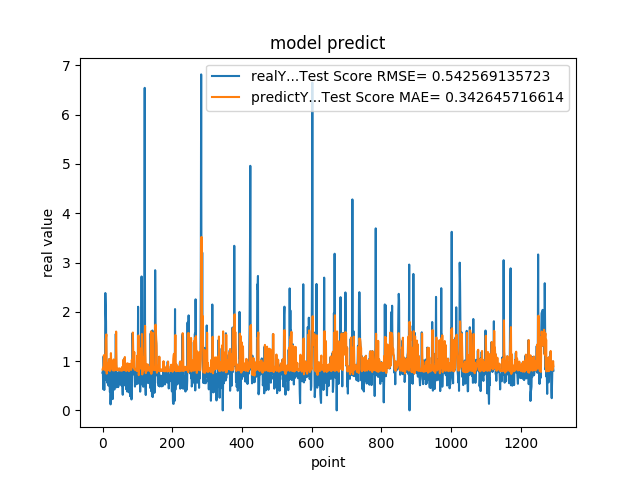 model predict
realY...Test Score RMSE= 0.542569135723
predictY...Test Score MAE= 0.342645716614
7
6
5
4
3
2
1
0
real value
0 200 400 600 800 1000 1200
point